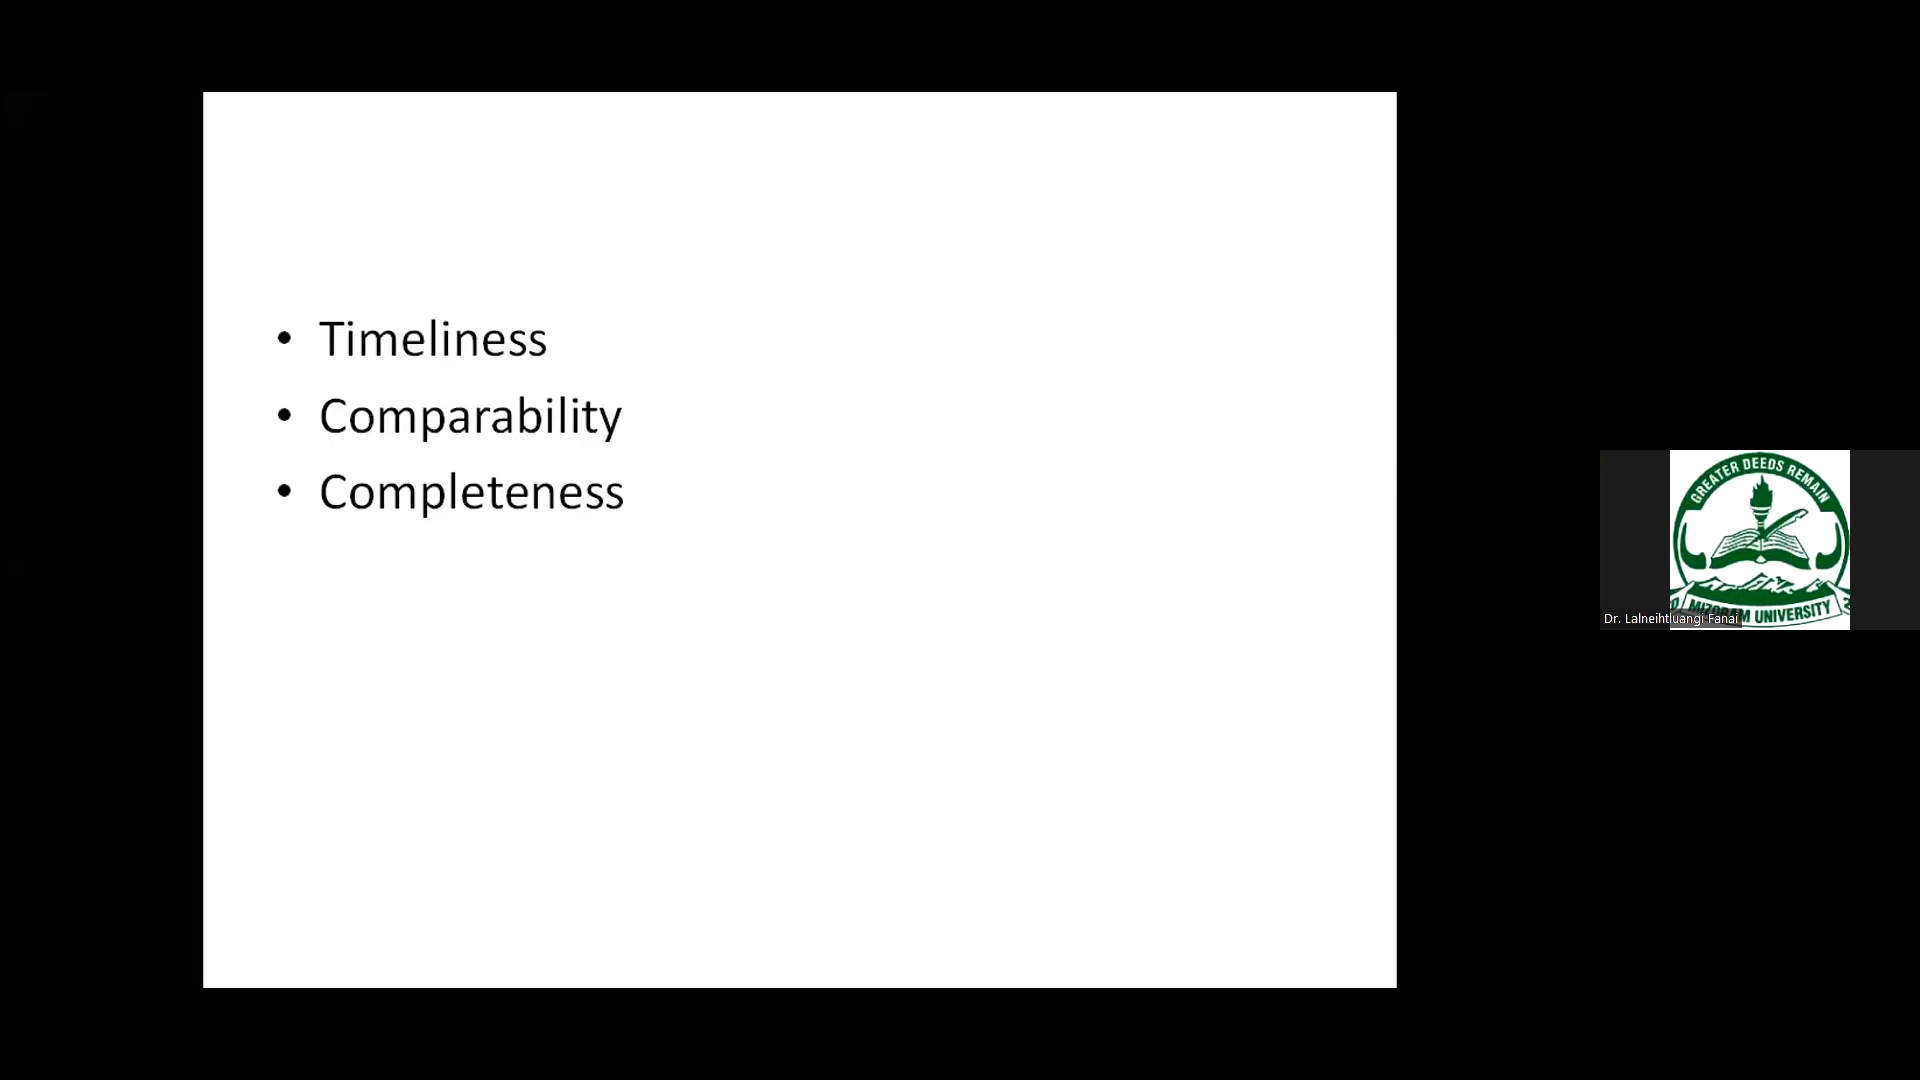 • Timeliness
• Comparability
• Completeness
GREATER DEEDS REMAIN
MIZORAM UNIVERSITY
Dr. Lalneihtluangi Fanai